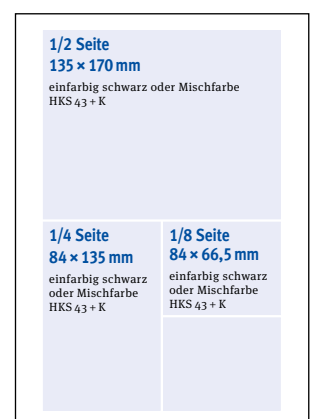 1/2 Seite
135 × 170 mm
einfarbig schwarz oder Mischfarbe
HKS 43 + K
1/4 Seite
84 × 135 mm
einfarbig schwarz
oder Mischfarbe
HKS 43 + K
1/8 Seite
84 × 66,5 mm
einfarbig schwarz
oder Mischfarbe
HKS 43 + K